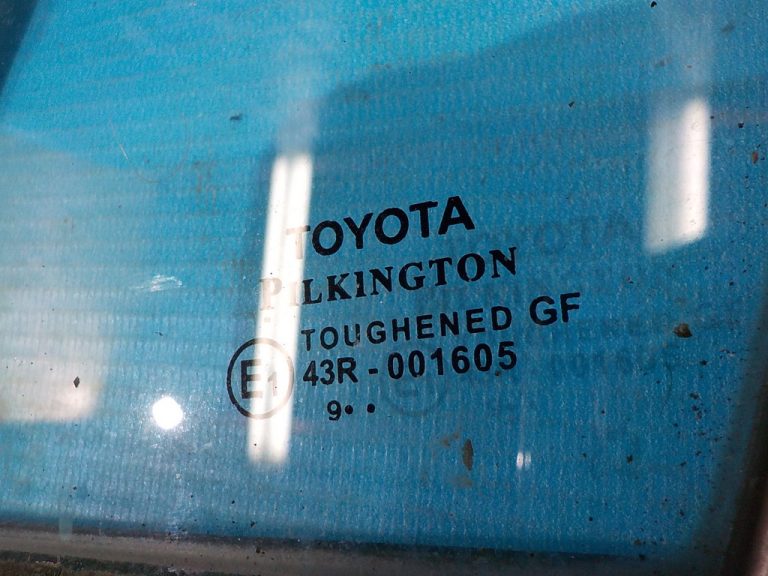 TOYOTA
PILKINGTON
TOUGHENED GF
E1 43R - 001605
9••